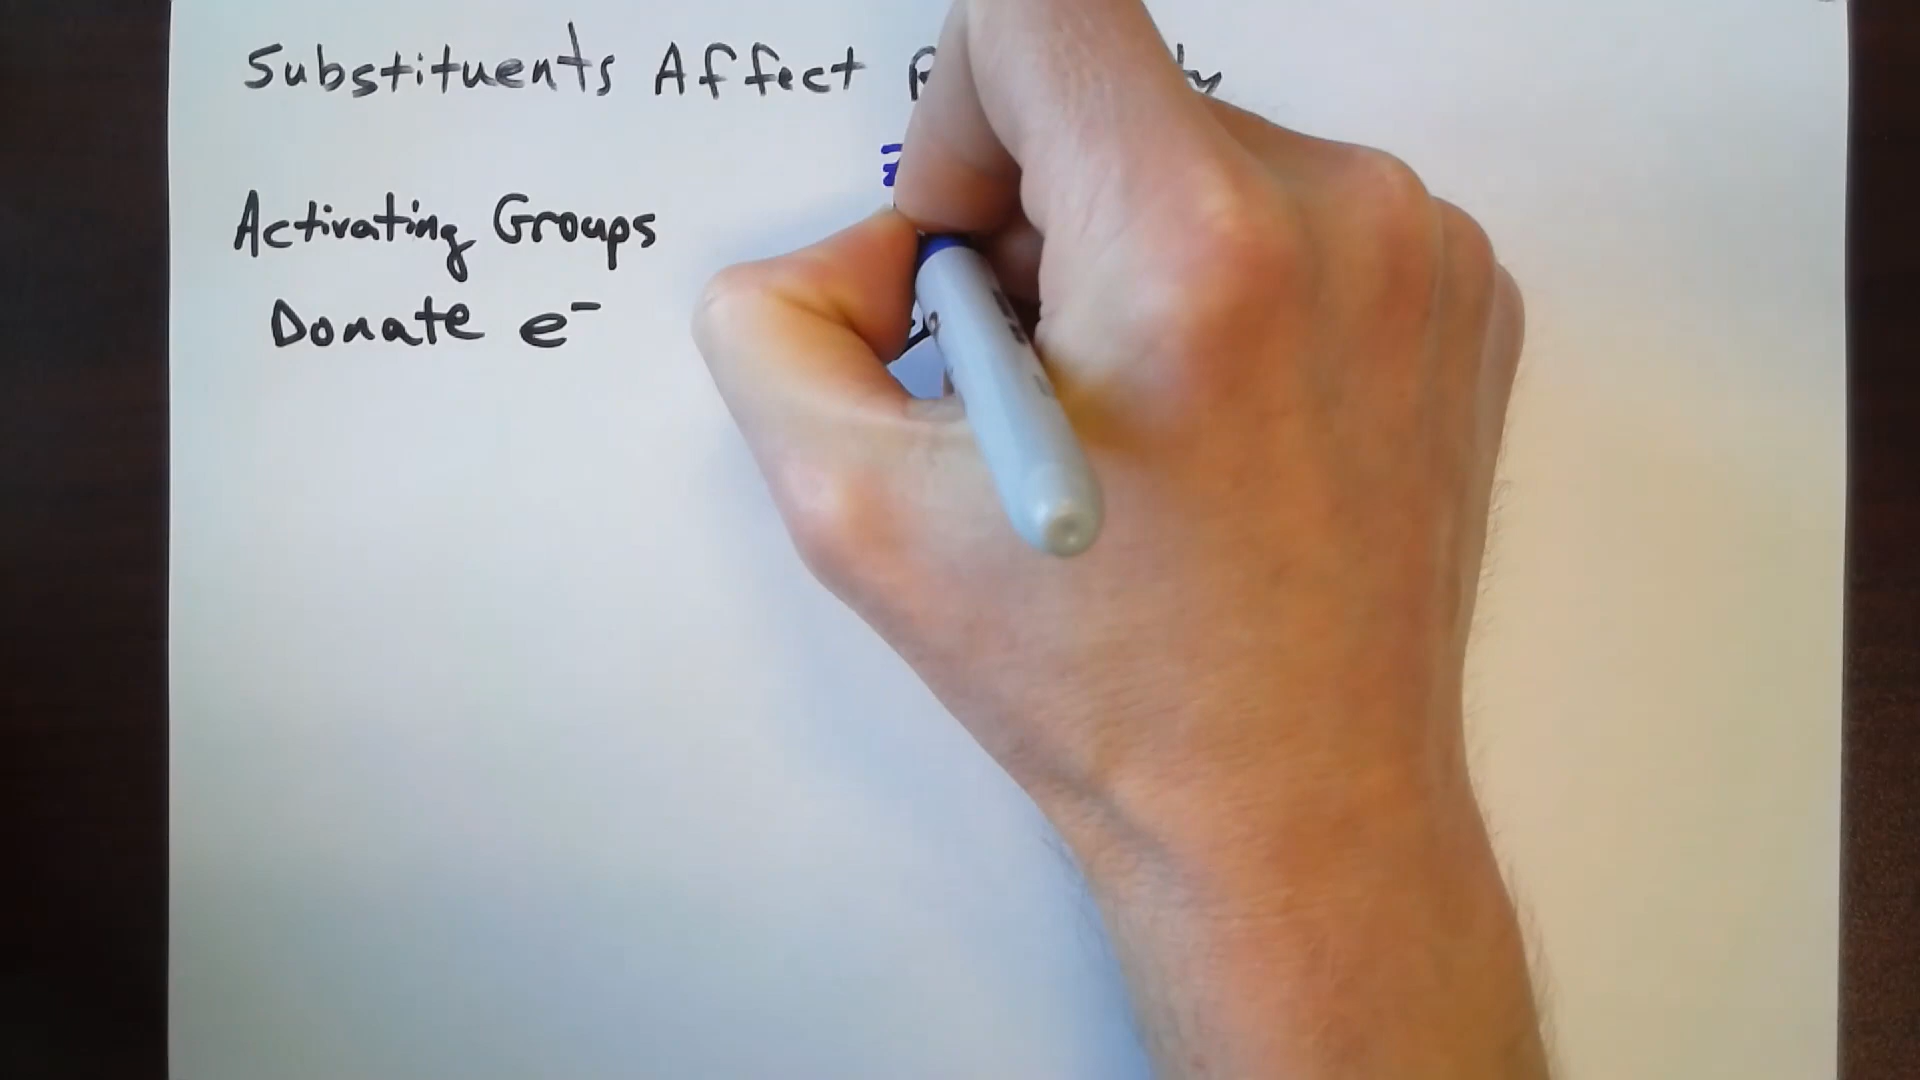 Substituents Affect
Activating Groups
Donate e⁻